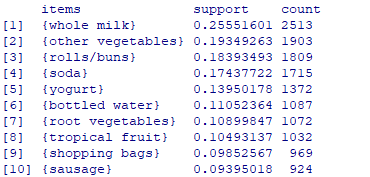 items support count
[1] {whole milk} 0.25551601 2513
[2] {other vegetables} 0.19349263 1903
[3] {rolls/buns} 0.18393493 1809
[4] {soda} 0.17437722 1715
[5] {yogurt} 0.13950178 1372
[6] {bottled water} 0.11052364 1087
[7] {root vegetables} 0.10899847 1072
[8] {tropical fruit} 0.10493137 1032
[9] {shopping bags} 0.09852567 969
[10] {sausage} 0.09395018 924